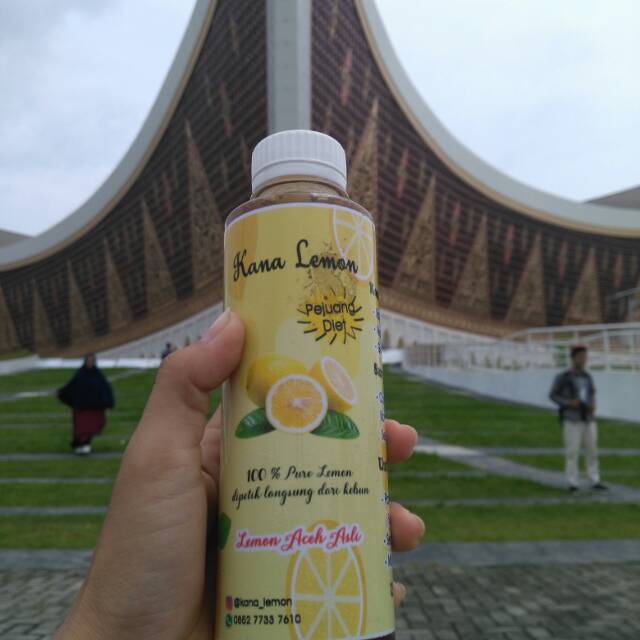 Kana Lemon
Pejuang
Diet
100 % Pure Lemon
dipetik langsung dari kebun
Lemon Aceh Asli
@kana_lemon
0852 7733 7610